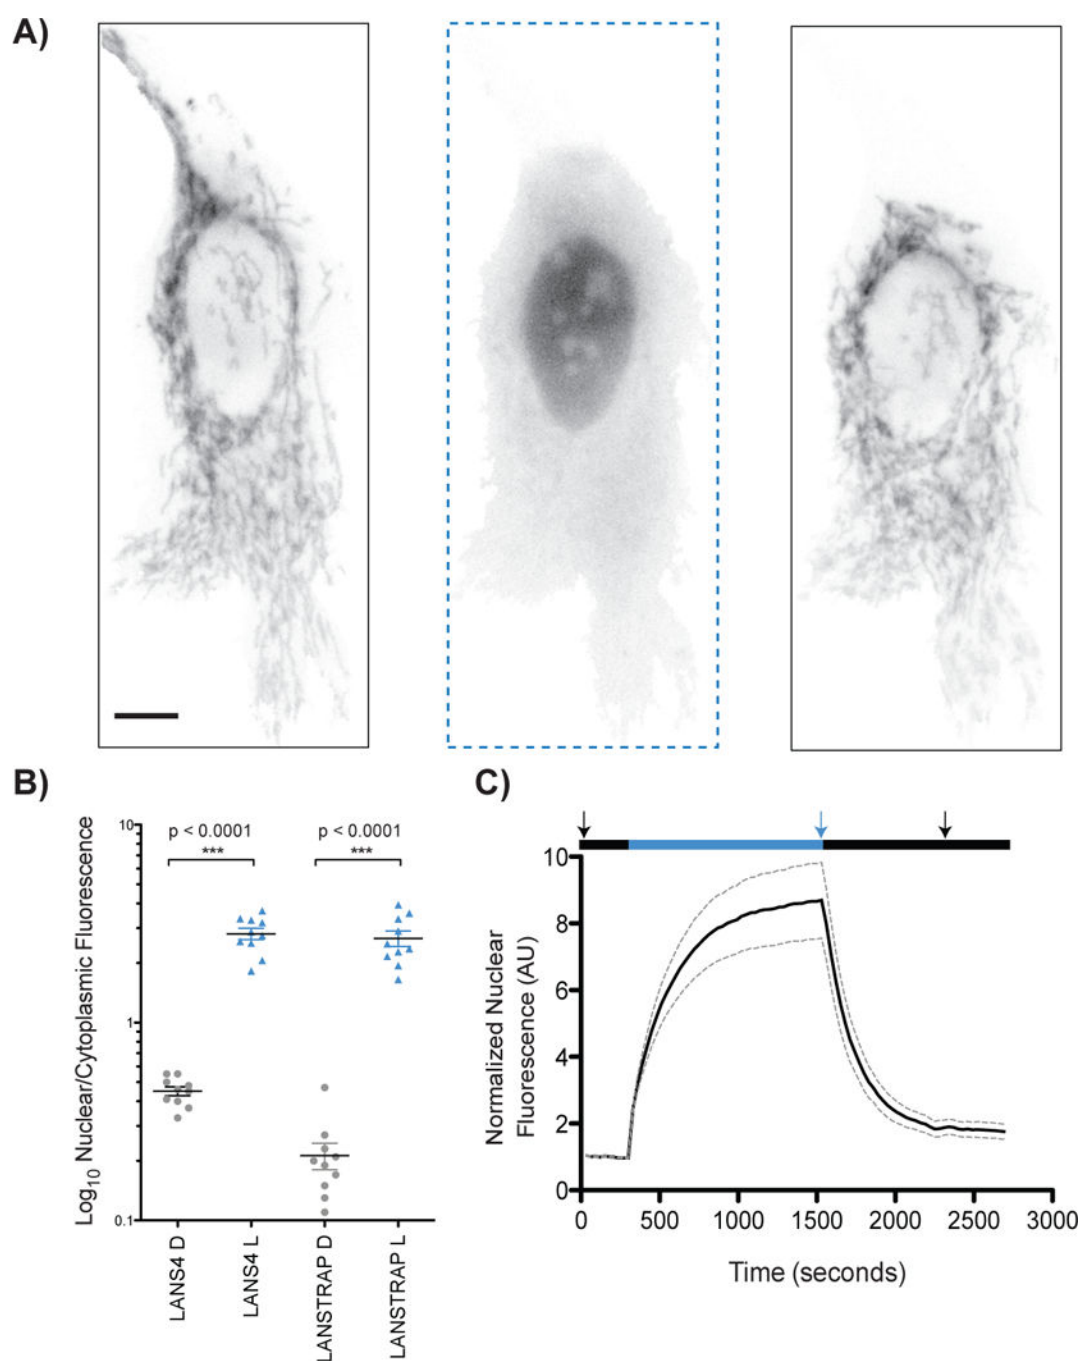 A)
B)
p < 0.0001
p < 0.0001
***
***
10
1
0.1
Log10 Nuclear/Cytoplasmic Fluorescence
LANS4 D
LANS4 L
LANSTRAP D
LANSTRAP L
C)
10
8
6
4
2
0
Normalized Nuclear
Fluorescence (AU)
0 500 1000 1500 2000 2500 3000
Time (seconds)